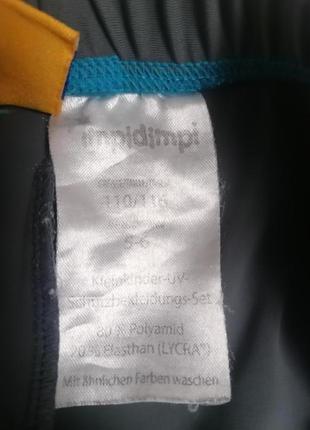 impidimpi
110/116
5-6
Kleinkinder-UV-
Schutzbekleidungs-Set
80 % Polyamid
20 % Elasthan (LYCRA®)
Mit ähnlichen Farben waschen